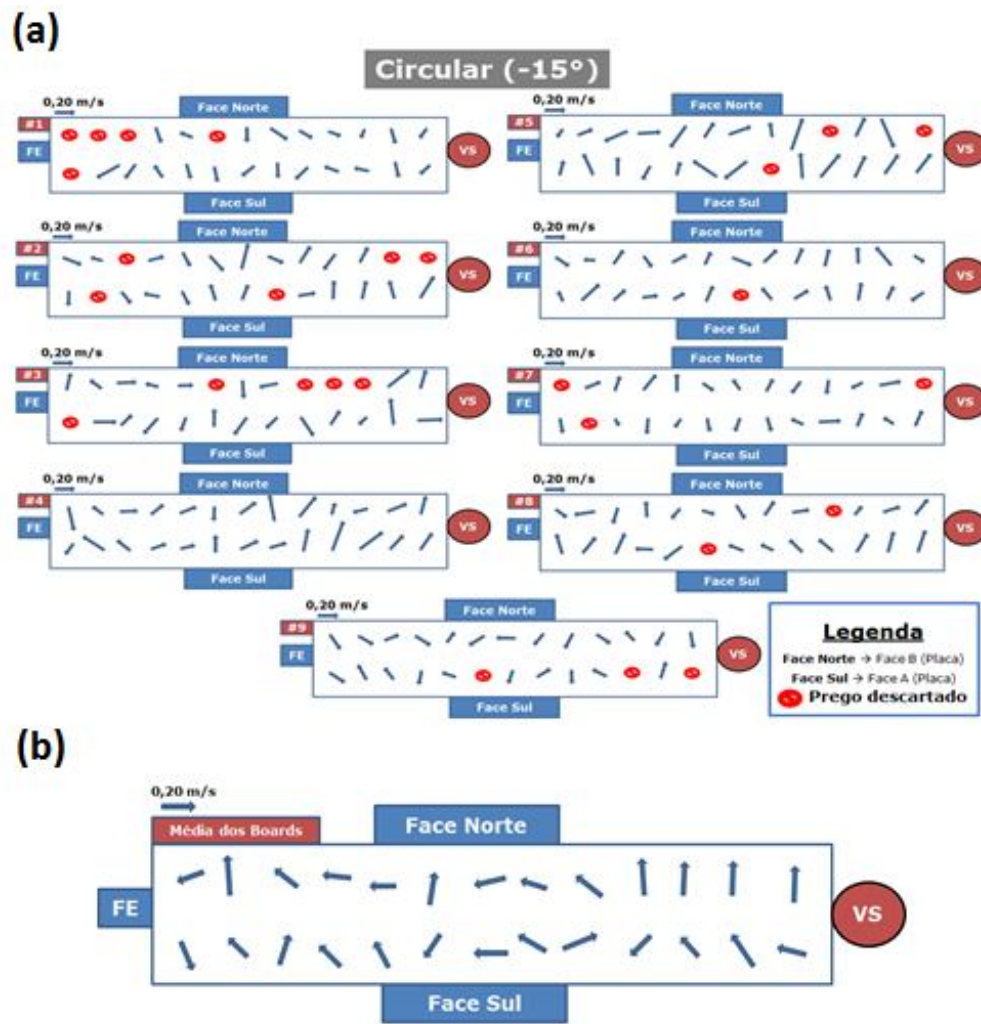 (a)
Circular (-15°)
0,20 m/s
Face Norte
#1
FE
VS
Face Sul
0,20 m/s
Face Norte
#5
FE
VS
Face Sul
0,20 m/s
Face Norte
#2
FE
VS
Face Sul
0,20 m/s
Face Norte
#6
FE
VS
Face Sul
0,20 m/s
Face Norte
#3
FE
VS
Face Sul
0,20 m/s
Face Norte
#7
FE
VS
Face Sul
0,20 m/s
Face Norte
#4
FE
VS
Face Sul
0,20 m/s
Face Norte
#8
FE
VS
Face Sul
0,20 m/s
Face Norte
#9
FE
VS
Face Sul
Legenda
Face Norte → Face B (Placa)
Face Sul → Face A (Placa)
Prego descartado
(b)
0,20 m/s
Média dos Boards
Face Norte
FE
VS
Face Sul